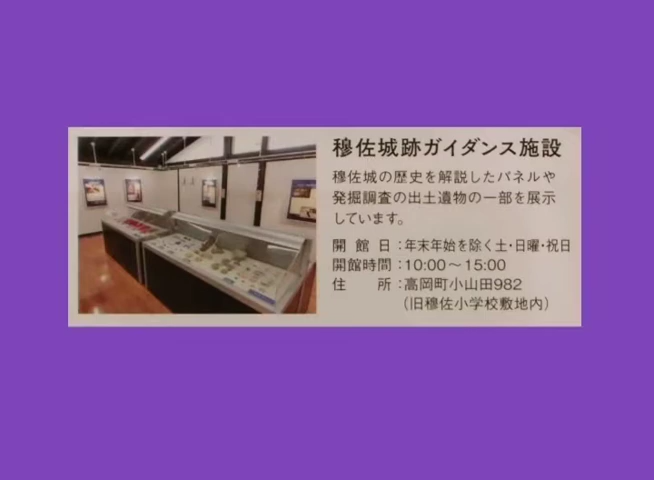 穆佐城跡ガイダンス施設
穆佐城の歴史を解説したパネルや
発掘調査の出土遺物の一部を展示
しています。
開館日：年末年始を除く土・日曜・祝日
開館時間：10:00～15:00
住所：高岡町小山田982
（旧穆佐小学校敷地内）